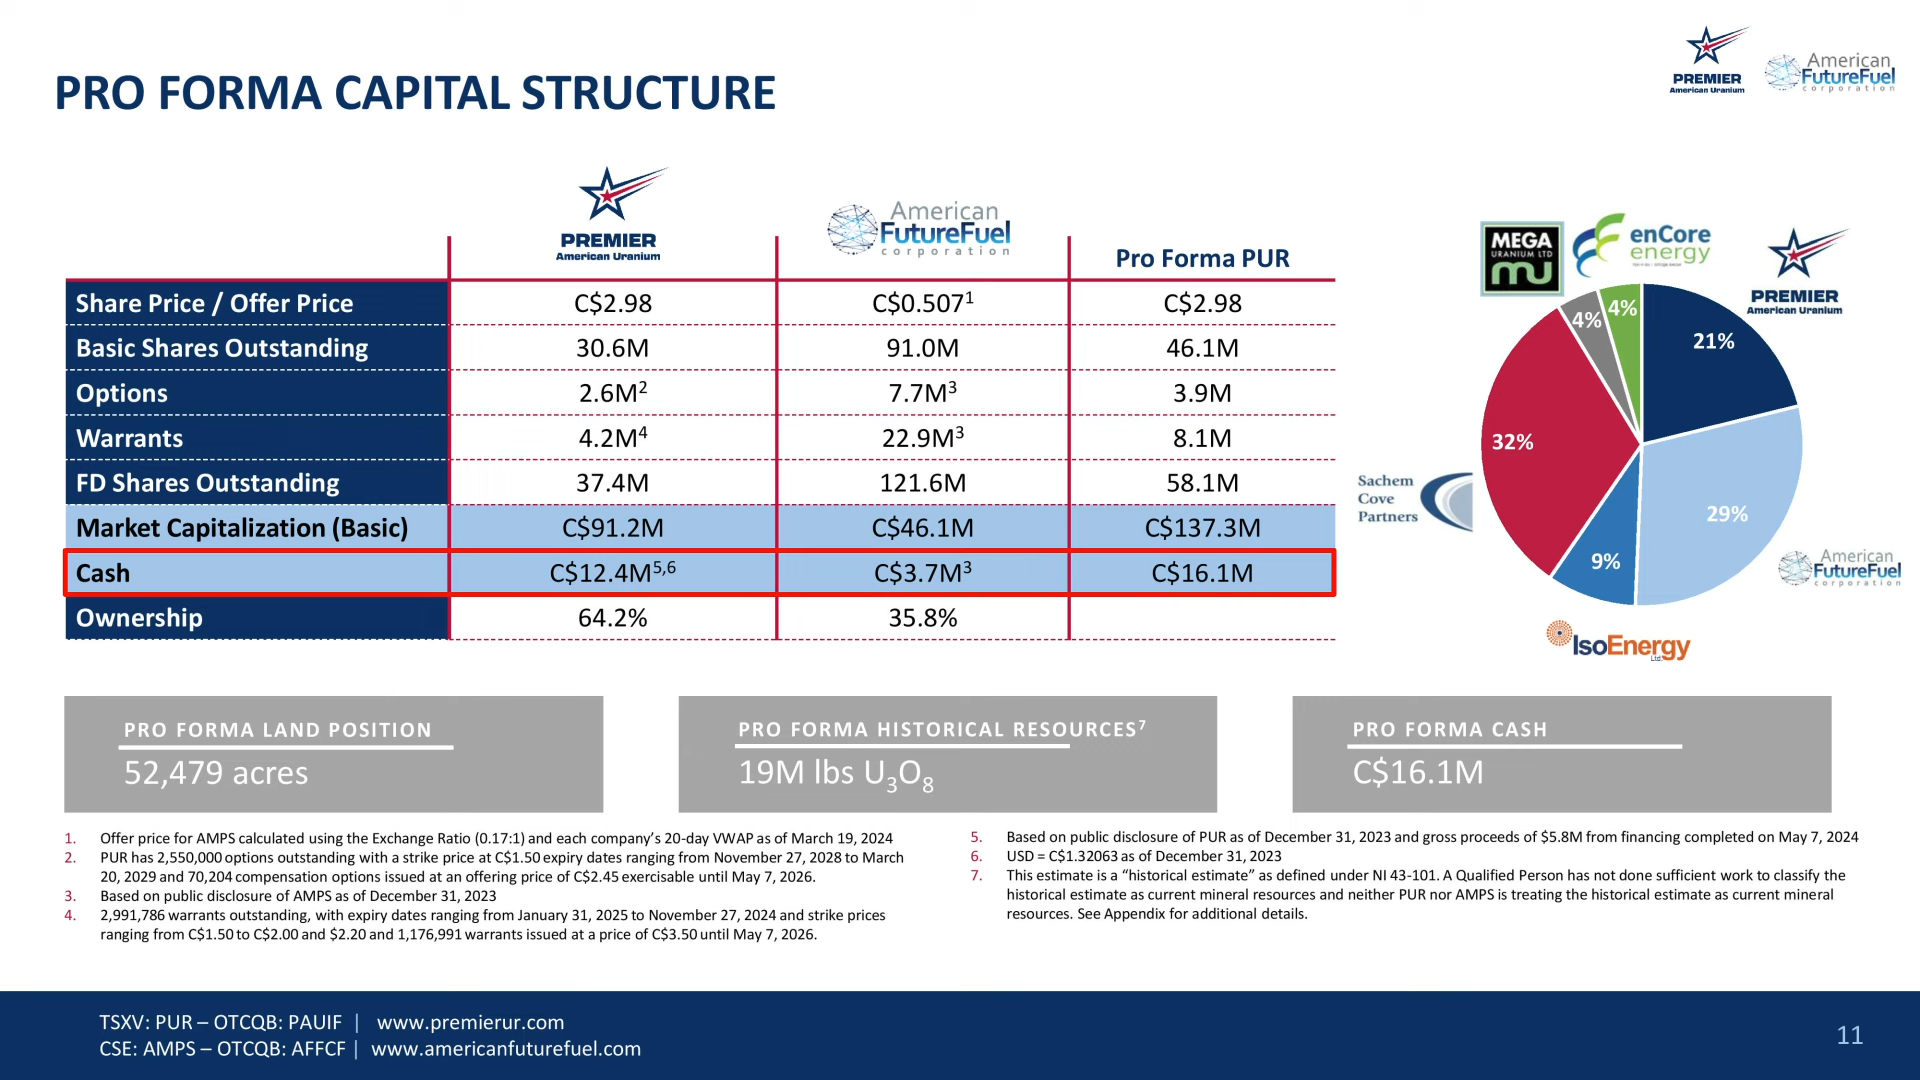 PRO FORMA CAPITAL STRUCTURE
PREMIER
American Uranium
American
FutureFuel
corporation
PREMIER
American Uranium
American
FutureFuel
corporation
Pro Forma PUR
Share Price / Offer Price C$2.98 C$0.507¹ C$2.98
Basic Shares Outstanding 30.6M 91.0M 46.1M
Options 2.6M² 7.7M³ 3.9M
Warrants 4.2M⁴ 22.9M³ 8.1M
FD Shares Outstanding 37.4M 121.6M 58.1M
Market Capitalization (Basic) C$91.2M C$46.1M C$137.3M
Cash C$12.4M⁵,⁶ C$3.7M³ C$16.1M
Ownership 64.2% 35.8%
MEGA
URANIUM LTD
mu
enCore
energy
PREMIER
American Uranium
4%
4%
21%
32%
29%
9%
Sachem
Cove
Partners
American
FutureFuel
corporation
IsoEnergy
Ltd.
PRO FORMA LAND POSITION
52,479 acres
PRO FORMA HISTORICAL RESOURCES⁷
19M lbs U₃O₈
PRO FORMA CASH
C$16.1M
1. Offer price for AMPS calculated using the Exchange Ratio (0.17:1) and each company's 20-day VWAP as of March 19, 2024
2. PUR has 2,550,000 options outstanding with a strike price at C$1.50 expiry dates ranging from November 27, 2028 to March
20, 2029 and 70,204 compensation options issued at an offering price of C$2.45 exercisable until May 7, 2026.
3. Based on public disclosure of AMPS as of December 31, 2023
4. 2,991,786 warrants outstanding, with expiry dates ranging from January 31, 2025 to November 27, 2024 and strike prices
ranging from C$1.50 to C$2.00 and $2.20 and 1,176,991 warrants issued at a price of C$3.50 until May 7, 2026.
5. Based on public disclosure of PUR as of December 31, 2023 and gross proceeds of $5.8M from financing completed on May 7, 2024
6. USD = C$1.32063 as of December 31, 2023
7. This estimate is a “historical estimate” as defined under NI 43-101. A Qualified Person has not done sufficient work to classify the
historical estimate as current mineral resources and neither PUR nor AMPS is treating the historical estimate as current mineral
resources. See Appendix for additional details.
TSXV: PUR – OTCQB: PAUIF | www.premierur.com
CSE: AMPS – OTCQB: AFFCF | www.americanfuturefuel.com
11